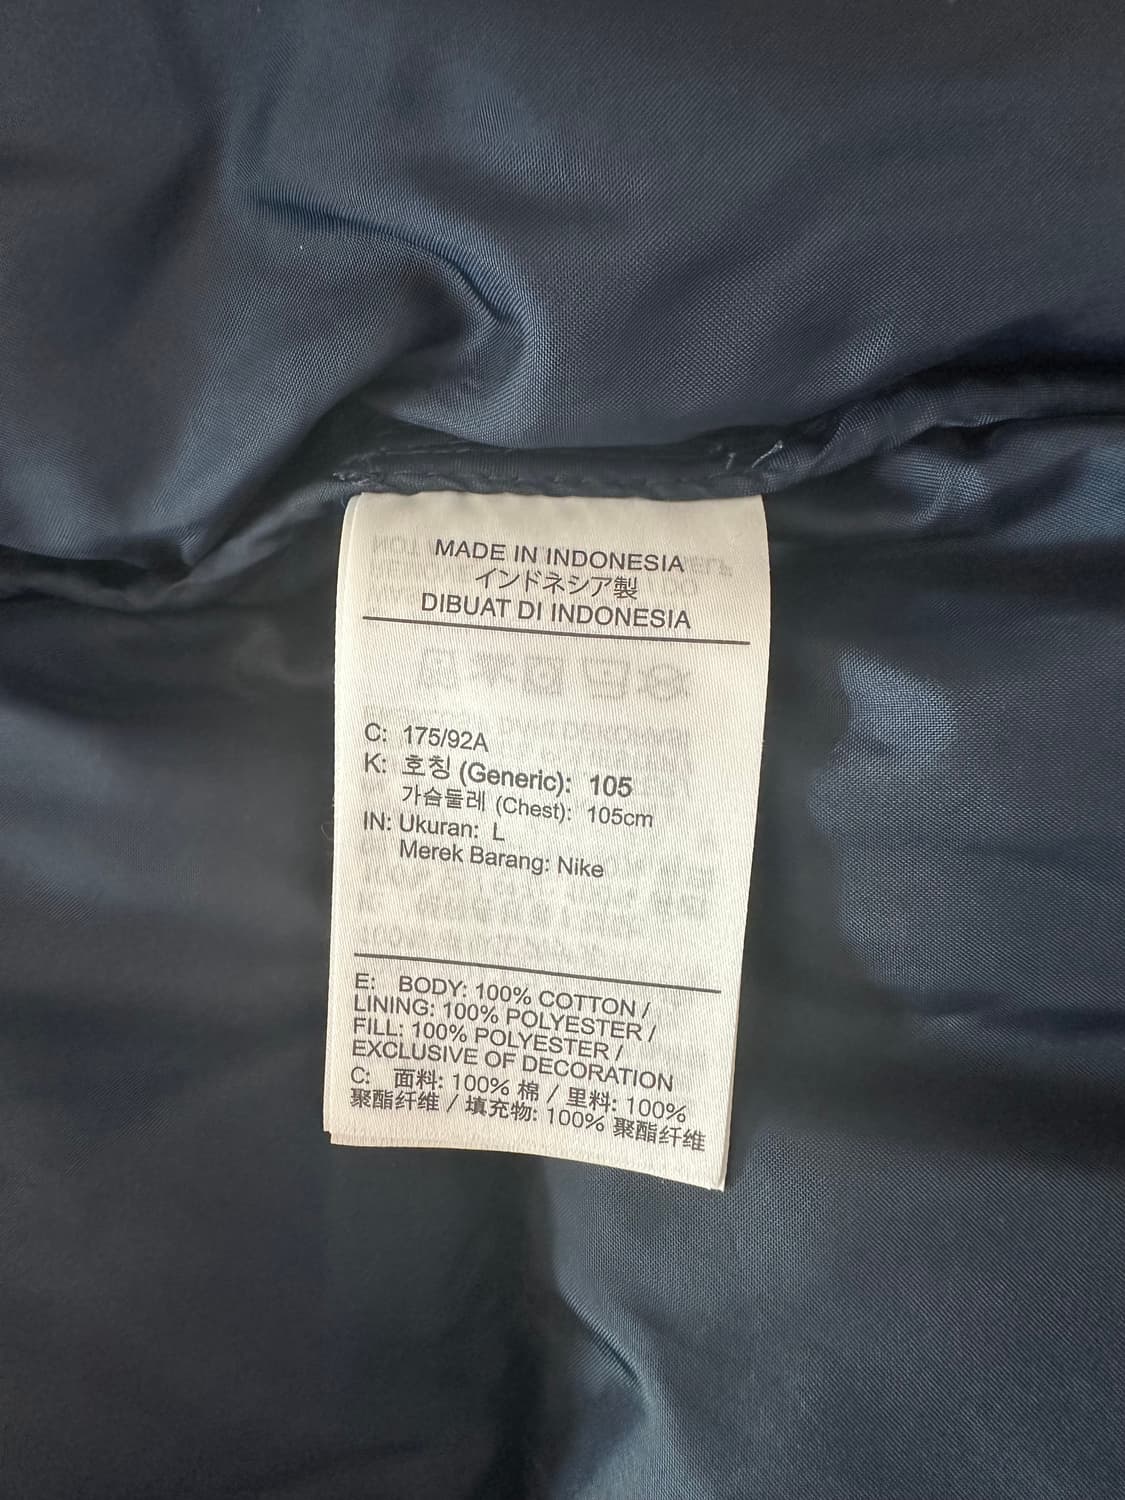 MADE IN INDONESIA
インドネシア製
DIBUAT DI INDONESIA
C: 175/92A
K: 호칭 (Generic): 105
가슴둘레 (Chest): 105cm
IN: Ukuran: L
Merek Barang: Nike
E: BODY: 100% COTTON /
LINING: 100% POLYESTER /
FILL: 100% POLYESTER /
EXCLUSIVE OF DECORATION
C: 面料: 100% 棉 / 里料: 100%
聚酯纤维 / 填充物: 100% 聚酯纤维